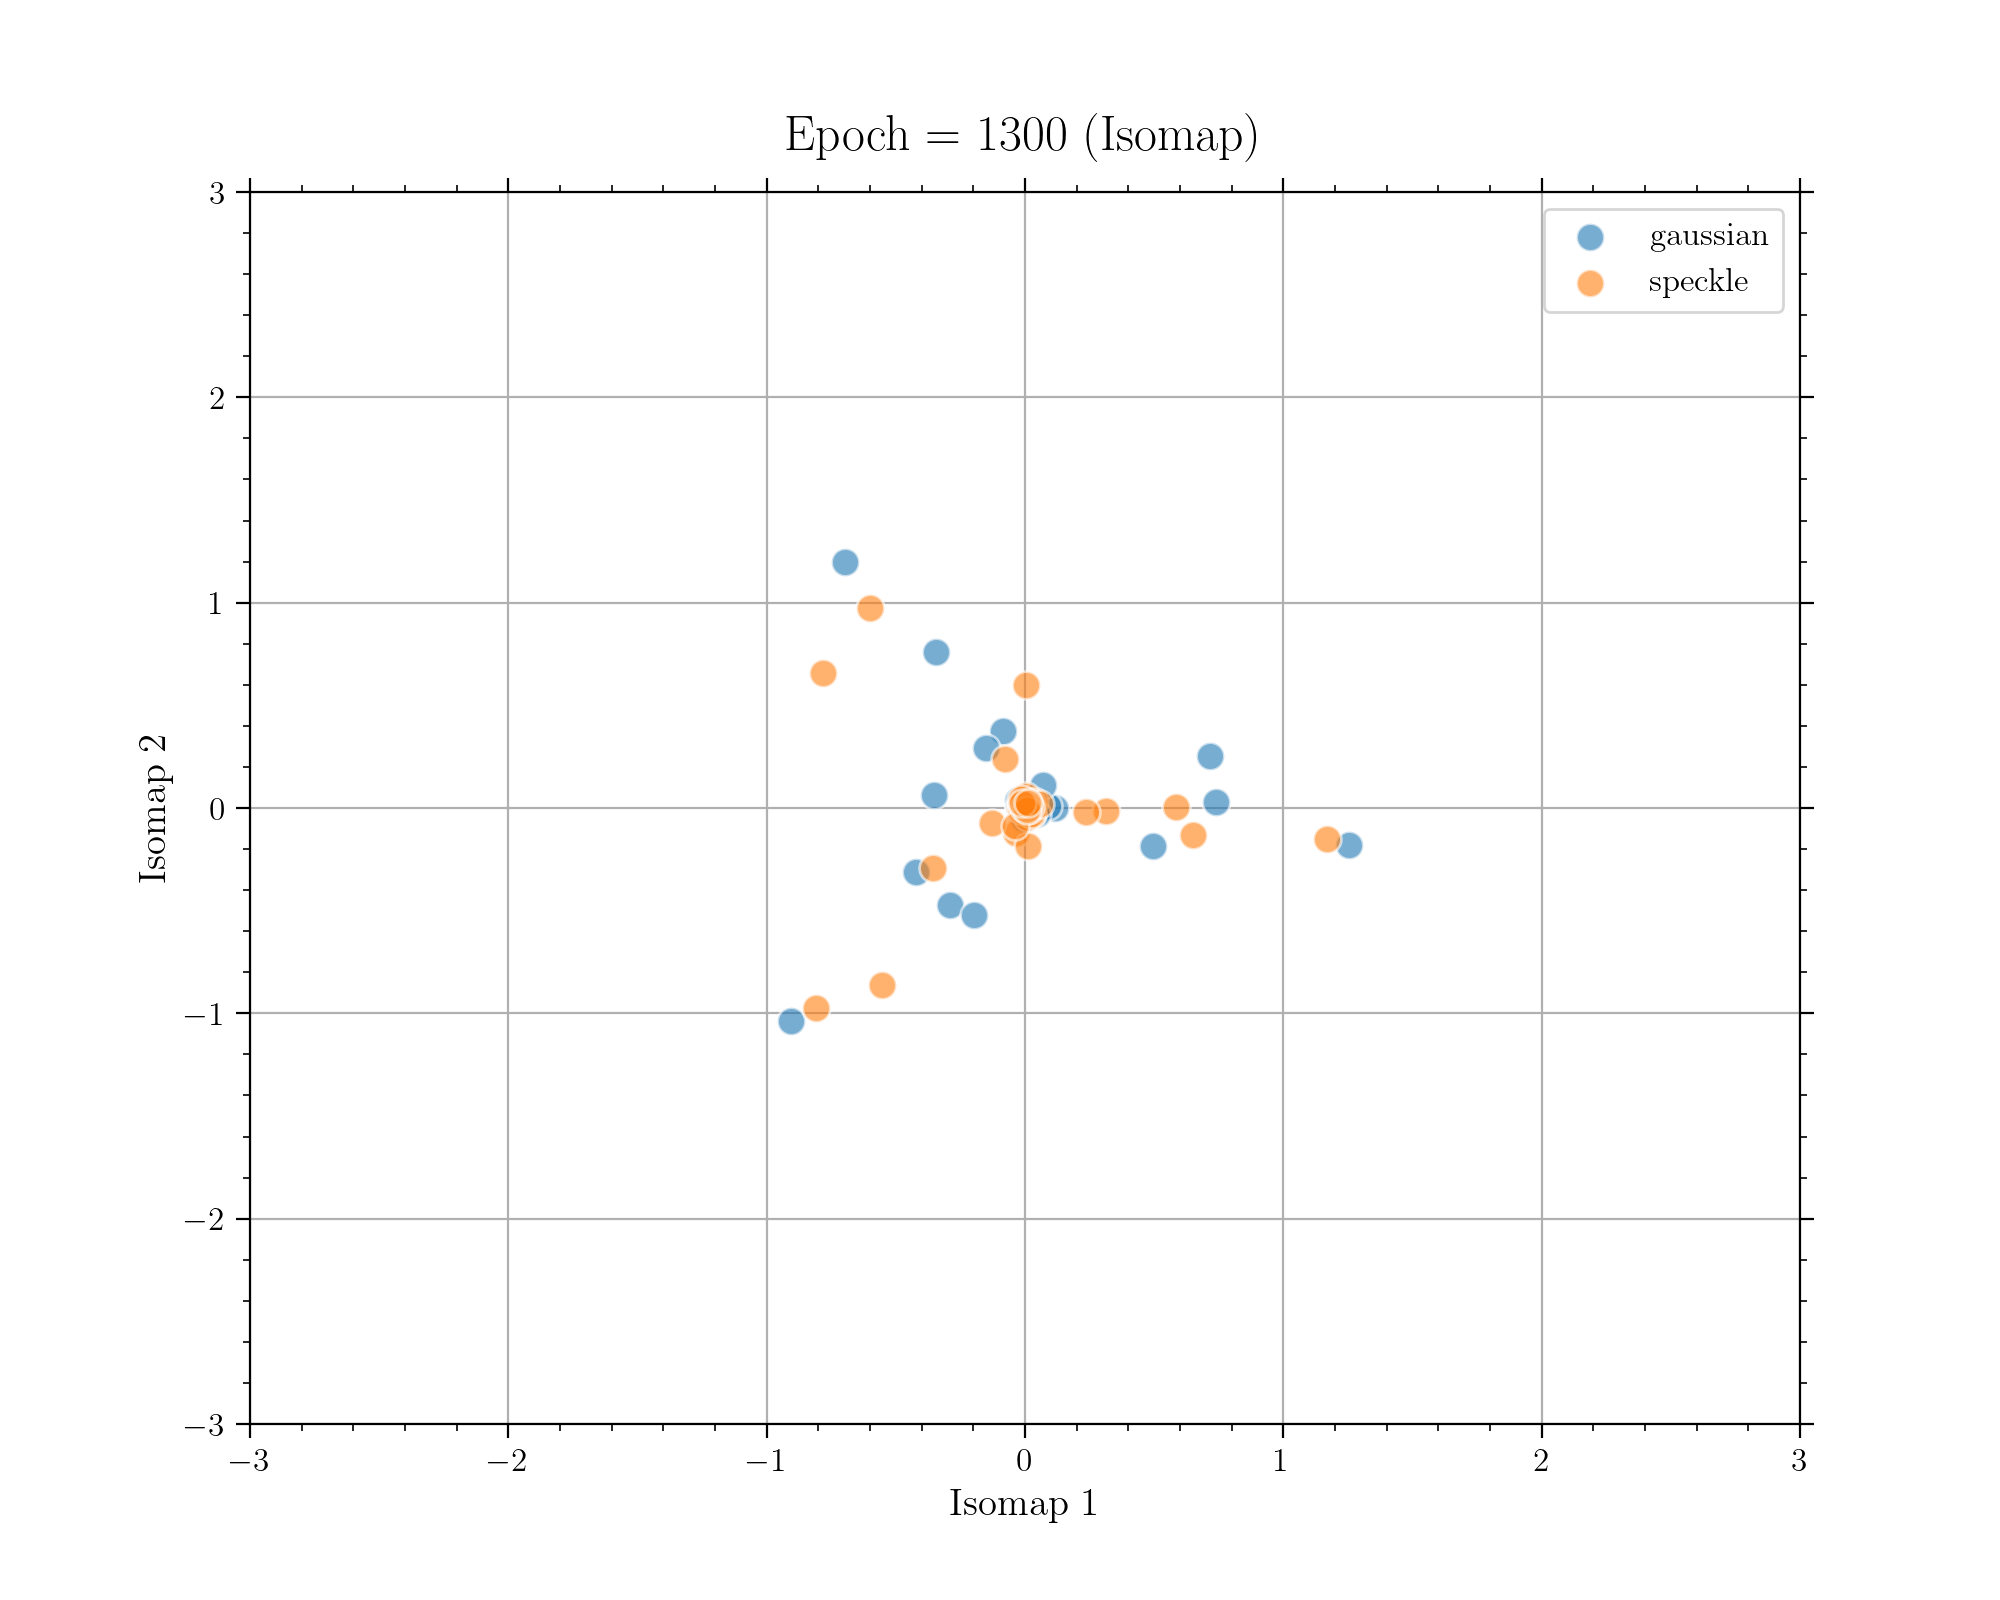 Epoch = 1300 (Isomap)
gaussian
speckle
3
2
1
0
−1
−2
−3
Isomap 2
−3
−2
−1
0
1
2
3
Isomap 1